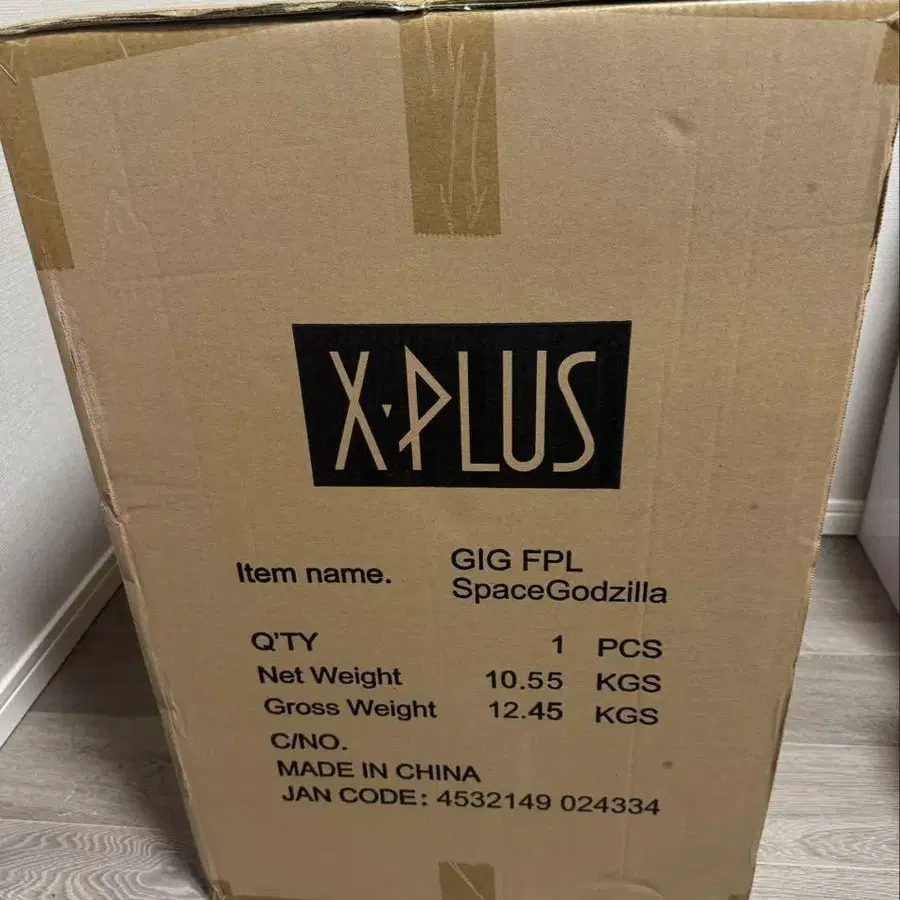 X·PLUS
Item name. GIG FPL
SpaceGodzilla
Q'TY 1 PCS
Net Weight 10.55 KGS
Gross Weight 12.45 KGS
C/NO.
MADE IN CHINA
JAN CODE: 4532149 024334